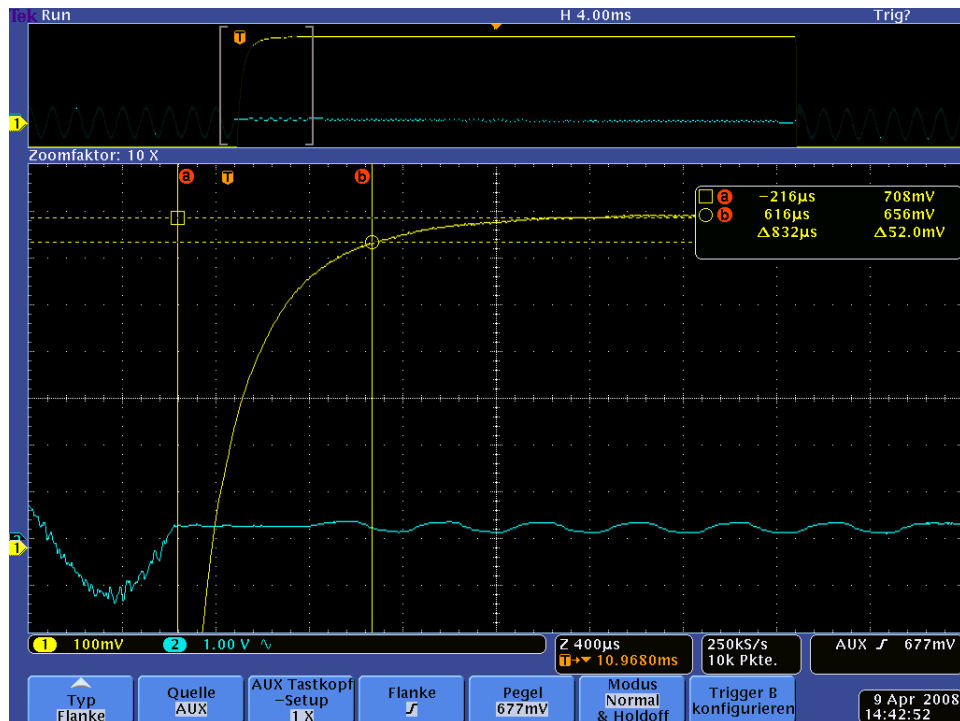 Tek Run H 4.00ms Trig?
T
1
Zoomfaktor: 10 X
a T b
a −216µs 708mV
b 616µs 656mV
Δ832µs Δ52.0mV
1
1 100mV 2 1.00 V ∿
Z 400µs
T→▼ 10.9680ms
250kS/s
10k Pkte.
AUX ƒ 677mV
Typ
Flanke
Quelle
AUX
AUX Tastkopf
-Setup
1 X
Flanke
Pegel
677mV
Modus
Normal
& Holdoff
Trigger B
konfigurieren
9 Apr 2008
14:42:52